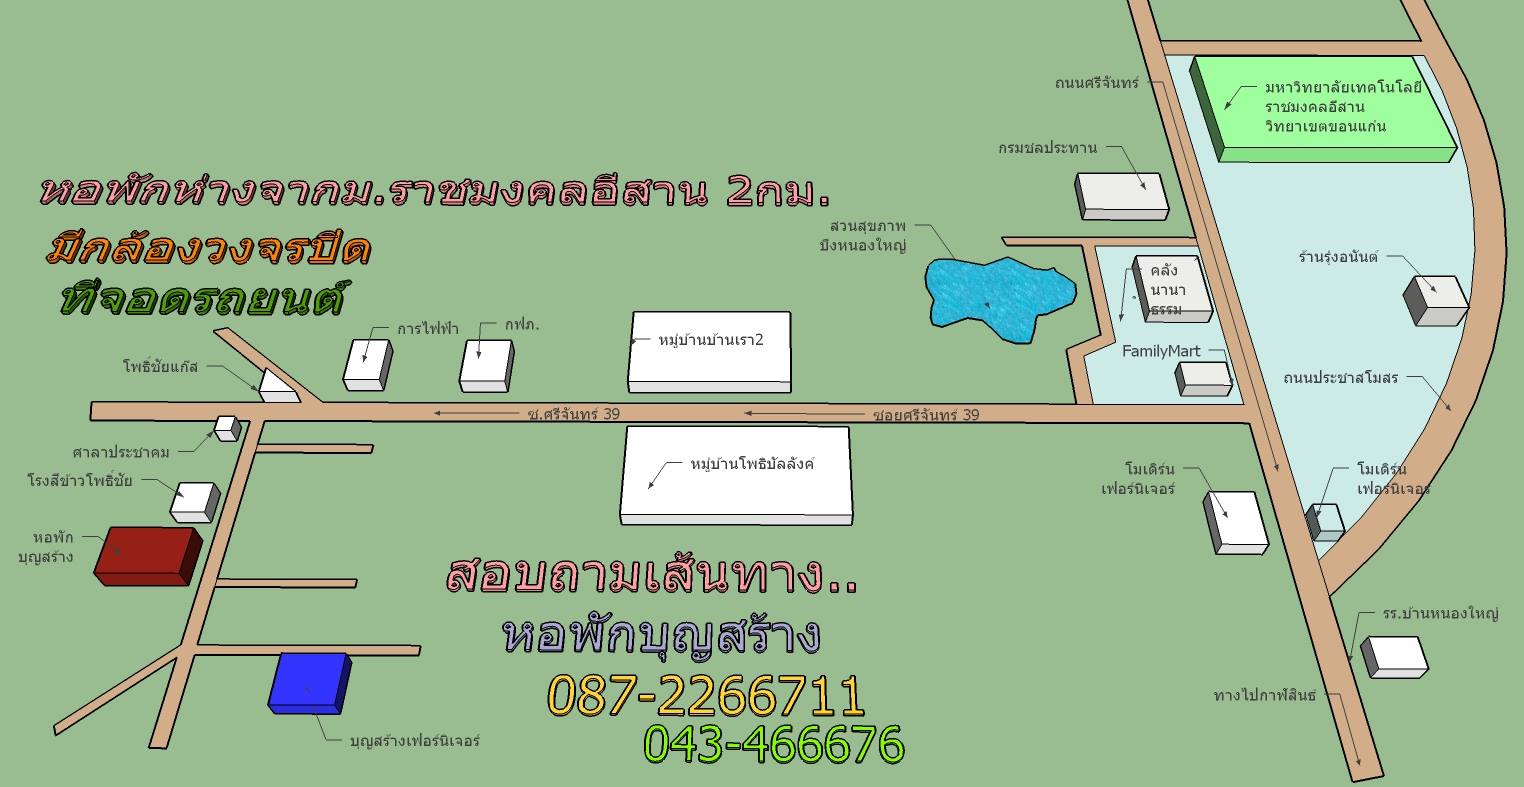 ถนนศรีจันทร์
มหาวิทยาลัยเทคโนโลยี
ราชมงคลอีสาน
วิทยาเขตขอนแก่น
กรมชลประทาน
หอพักห่างจากม.ราชมงคลอีสาน 2กม.
มีกล้องวงจรปิด
ที่จอดรถยนต์
สวนสุขภาพ
บึงหนองใหญ่
คลัง
นานา
ธรรม
ร้านรุ่งอนันต์
การไฟฟ้า
กฟภ.
หมู่บ้านบ้านเรา2
FamilyMart
โพธิ์ชัยแก๊ส
ถนนประชาสโมสร
ซ.ศรีจันทร์ 39
ซอยศรีจันทร์ 39
ศาลาประชาคม
หมู่บ้านโพธิบัลลังค์
โรงสีข้าวโพธิ์ชัย
โมเดิร์น
เฟอร์นิเจอร์
โมเดิร์น
เฟอร์นิเจอร์
หอพัก
บุญสร้าง
สอบถามเส้นทาง..
หอพักบุญสร้าง
087-2266711
043-466676
รร.บ้านหนองใหญ่
ทางไปกาฬสินธ์
บุญสร้างเฟอร์นิเจอร์